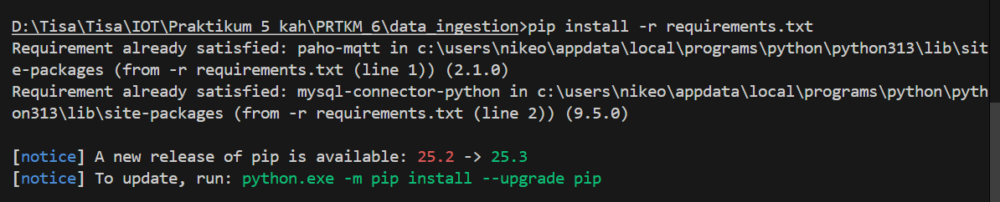 D:\Tisa\Tisa\IOT\Praktikum 5 kah\PRTKM_6\data_ingestion>pip install -r requirements.txt
Requirement already satisfied: paho-mqtt in c:\users\nikeo\appdata\local\programs\python\python313\lib\sit
e-packages (from -r requirements.txt (line 1)) (2.1.0)
Requirement already satisfied: mysql-connector-python in c:\users\nikeo\appdata\local\programs\python\pyth
on313\lib\site-packages (from -r requirements.txt (line 2)) (9.5.0)
[notice] A new release of pip is available: 25.2 -> 25.3
[notice] To update, run: python.exe -m pip install --upgrade pip